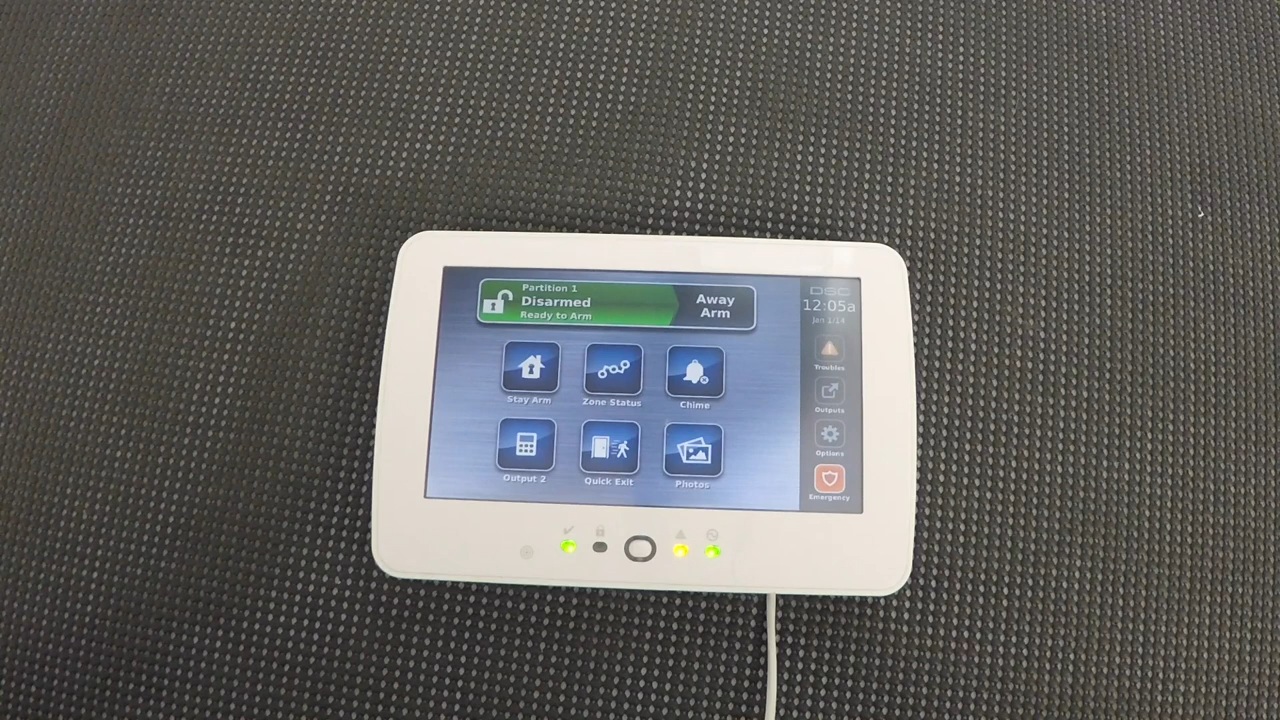 Partition 1
Disarmed
Ready to Arm
Away
Arm
DSC
12:05a
Jan 1/14
Stay Arm
Zone Status
Chime
Troubles
Outputs
Output 2
Quick Exit
Photos
Options
Emergency